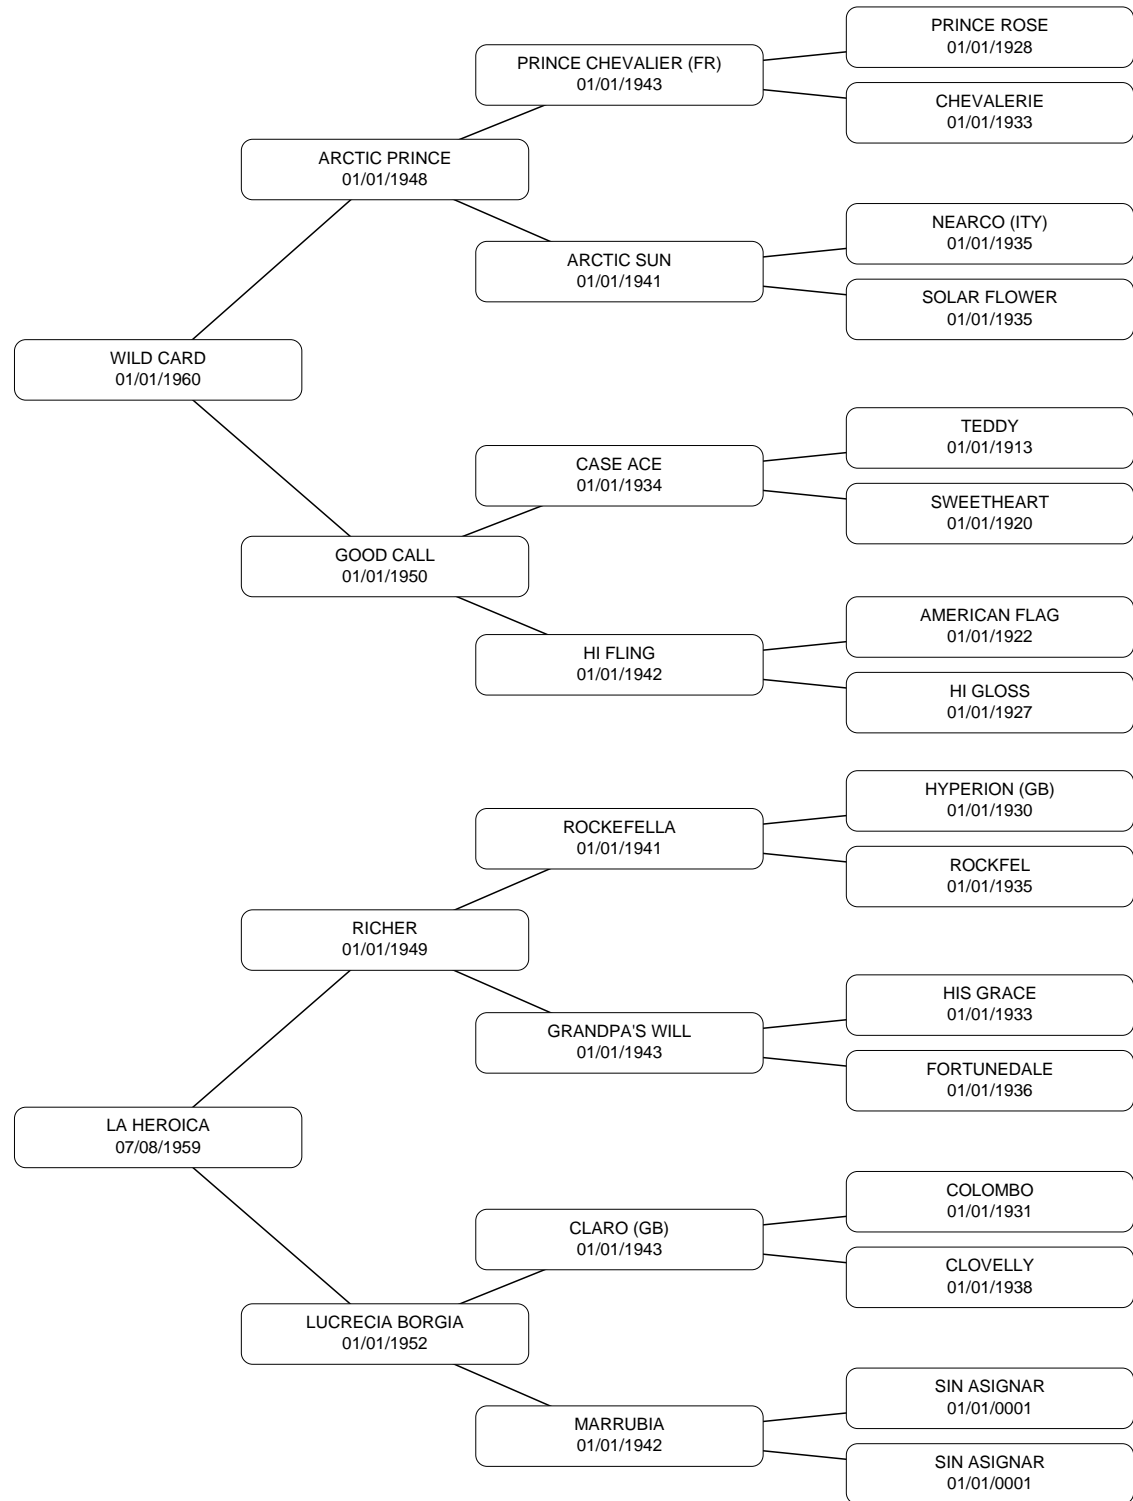 PRINCE ROSE
01/01/1928
PRINCE CHEVALIER (FR)
01/01/1943
CHEVALERIE
01/01/1933
ARCTIC PRINCE
01/01/1948
NEARCO (ITY)
01/01/1935
ARCTIC SUN
01/01/1941
SOLAR FLOWER
01/01/1935
WILD CARD
01/01/1960
TEDDY
01/01/1913
CASE ACE
01/01/1934
SWEETHEART
01/01/1920
GOOD CALL
01/01/1950
AMERICAN FLAG
01/01/1922
HI FLING
01/01/1942
HI GLOSS
01/01/1927
HYPERION (GB)
01/01/1930
ROCKEFELLA
01/01/1941
ROCKFEL
01/01/1935
RICHER
01/01/1949
HIS GRACE
01/01/1933
GRANDPA'S WILL
01/01/1943
FORTUNEDALE
01/01/1936
LA HEROICA
07/08/1959
COLOMBO
01/01/1931
CLARO (GB)
01/01/1943
CLOVELLY
01/01/1938
LUCRECIA BORGIA
01/01/1952
SIN ASIGNAR
01/01/0001
MARRUBIA
01/01/1942
SIN ASIGNAR
01/01/0001